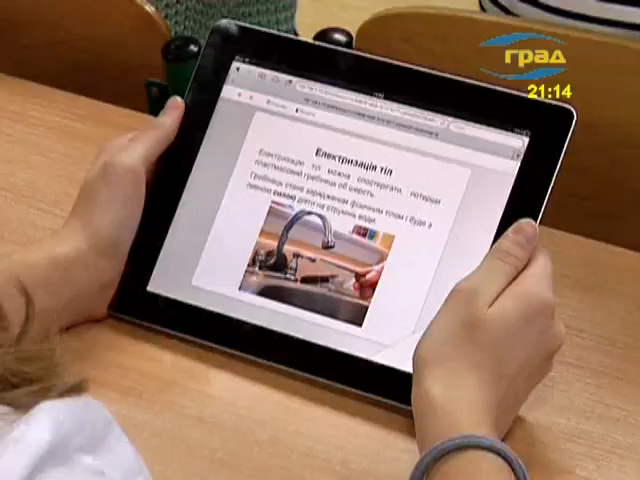 град
21:14
Електризація тіл
Електризацію тіл можна спостерігати, потерши
пластмасовий гребінець об шерсть.
Гребінець стане зарядженим фізичним тілом і буде з
певною силою діяти на струмінь води.